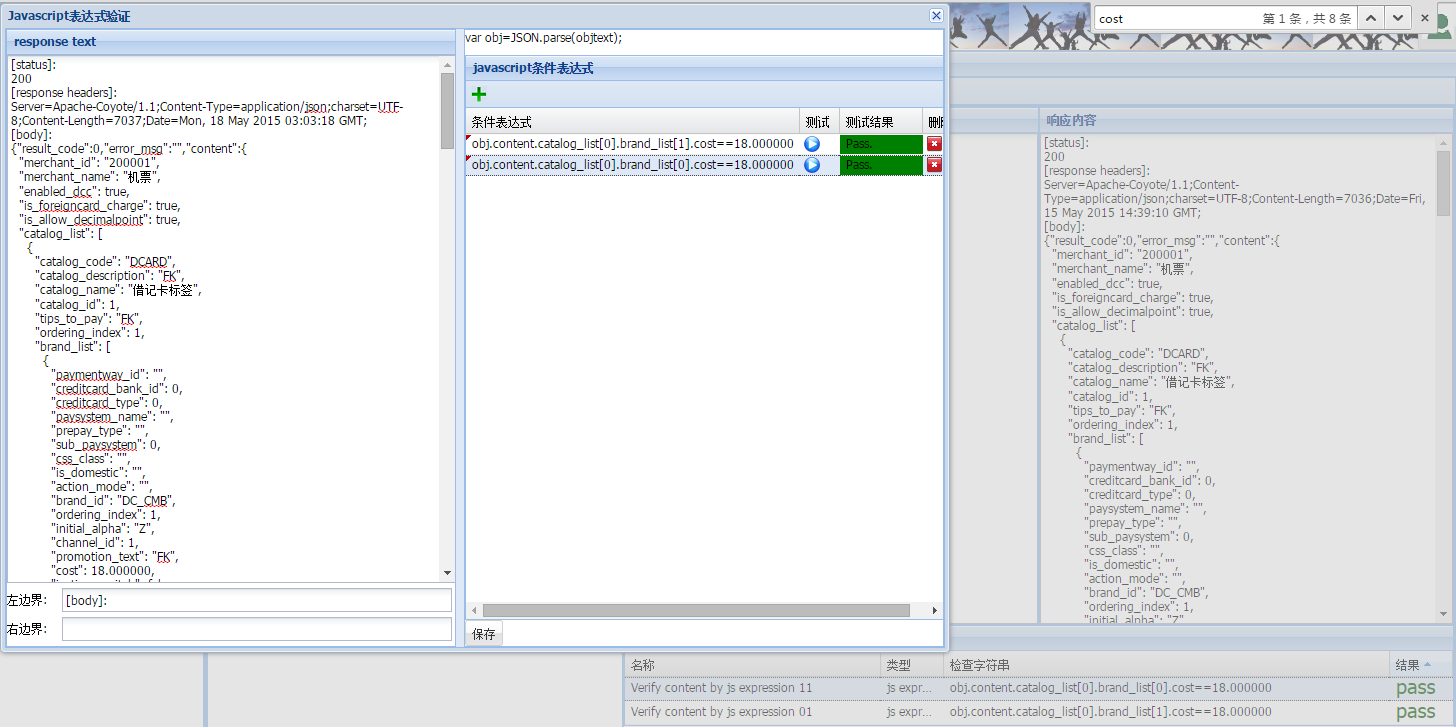 Javascript表达式验证
response text
[status]:
200
[response headers]:
Server=Apache-Coyote/1.1;Content-Type=application/json;charset=UTF-
8;Content-Length=7037;Date=Mon, 18 May 2015 03:03:18 GMT;
[body]:
{"result_code":0,"error_msg":"","content":{
"merchant_id": "200001",
"merchant_name": "机票",
"enabled_dcc": true,
"is_foreigncard_charge": true,
"is_allow_decimalpoint": true,
"catalog_list": [
{
"catalog_code": "DCARD",
"catalog_description": "FK",
"catalog_name": "借记卡标签",
"catalog_id": 1,
"tips_to_pay": "FK",
"ordering_index": 1,
"brand_list": [
{
"paymentway_id": "",
"creditcard_bank_id": 0,
"creditcard_type": 0,
"paysystem_name": "",
"prepay_type": "",
"sub_paysystem": 0,
"css_class": "",
"is_domestic": "",
"action_mode": "",
"brand_id": "DC_CMB",
"ordering_index": 1,
"initial_alpha": "Z",
"channel_id": 1,
"promotion_text": "FK",
"cost": 18.000000,
左边界: [body]:
右边界:
var obj=JSON.parse(objtext);
javascript条件表达式
条件表达式 测试 测试结果
obj.content.catalog_list[0].brand_list[1].cost==18.000000 Pass.
obj.content.catalog_list[0].brand_list[0].cost==18.000000 Pass.
保存
cost 第 1 条，共 8 条
响应内容
[status]:
200
[response headers]:
Server=Apache-Coyote/1.1;Content-
Type=application/json;charset=UTF-8;Content-Length=7036;Date=Fri,
15 May 2015 14:39:10 GMT;
[body]:
{"result_code":0,"error_msg":"","content":{
"merchant_id": "200001",
"merchant_name": "机票",
"enabled_dcc": true,
"is_foreigncard_charge": true,
"is_allow_decimalpoint": true,
"catalog_list": [
{
"catalog_code": "DCARD",
"catalog_description": "FK",
"catalog_name": "借记卡标签",
"catalog_id": 1,
"tips_to_pay": "FK",
"ordering_index": 1,
"brand_list": [
{
"paymentway_id": "",
"creditcard_bank_id": 0,
"creditcard_type": 0,
"paysystem_name": "",
"prepay_type": "",
"sub_paysystem": 0,
"css_class": "",
"is_domestic": "",
"action_mode": "",
"brand_id": "DC_CMB",
"ordering_index": 1,
"initial_alpha": "Z"
名称 类型 检查字符串 结果
Verify content by js expression 11 js expr... obj.content.catalog_list[0].brand_list[0].cost==18.000000 pass
Verify content by js expression 01 js expr... obj.content.catalog_list[0].brand_list[1].cost==18.000000 pass